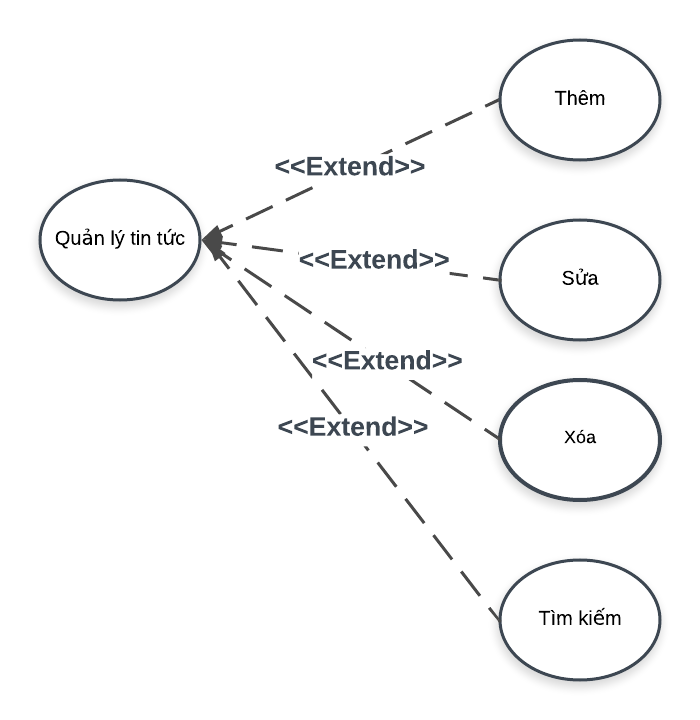 Thêm
<<Extend>>
Quản lý tin tức
<<Extend>>
Sửa
<<Extend>>
<<Extend>>
Xóa
Tìm kiếm